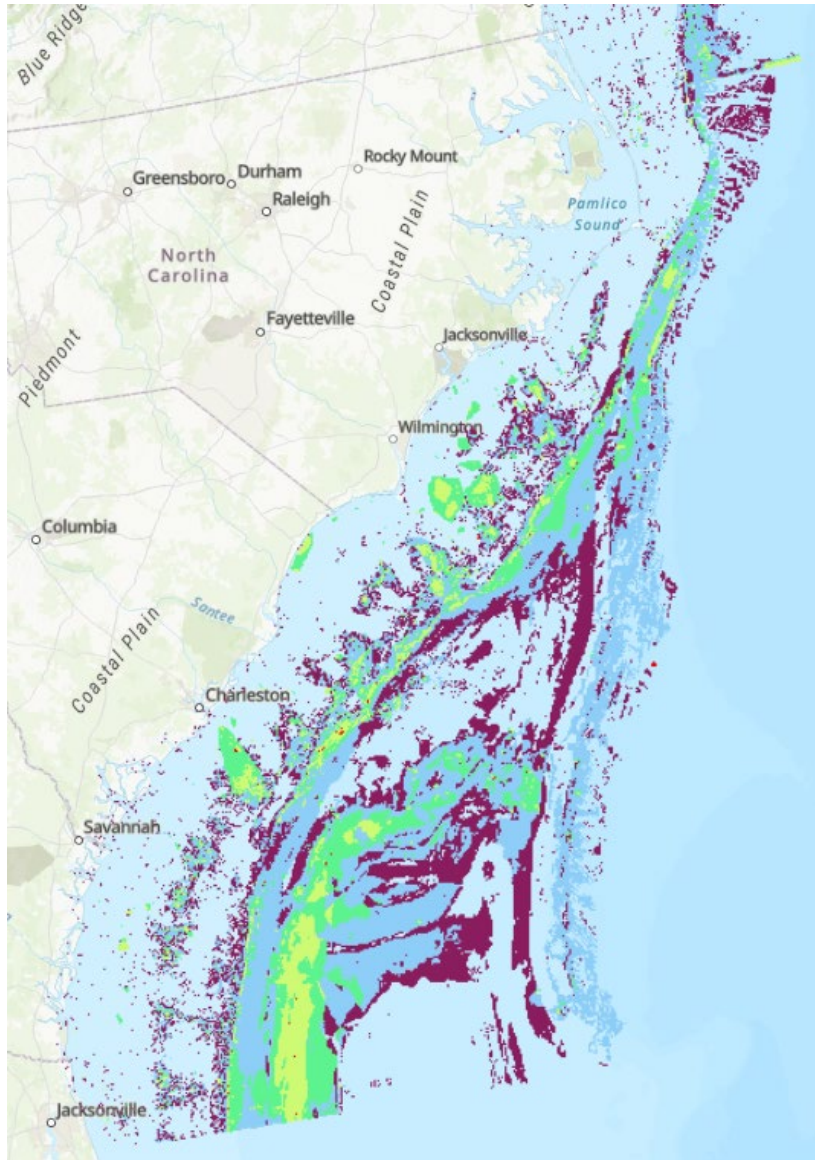 Blue Ridge
Rocky Mount
Greensboro
Durham
Raleigh
Coastal Plain
Pamlico
Sound
North
Carolina
Fayetteville
Jacksonville
Piedmont
Wilmington
Columbia
Santee
Coastal Plain
Charleston
Savannah
Jacksonville